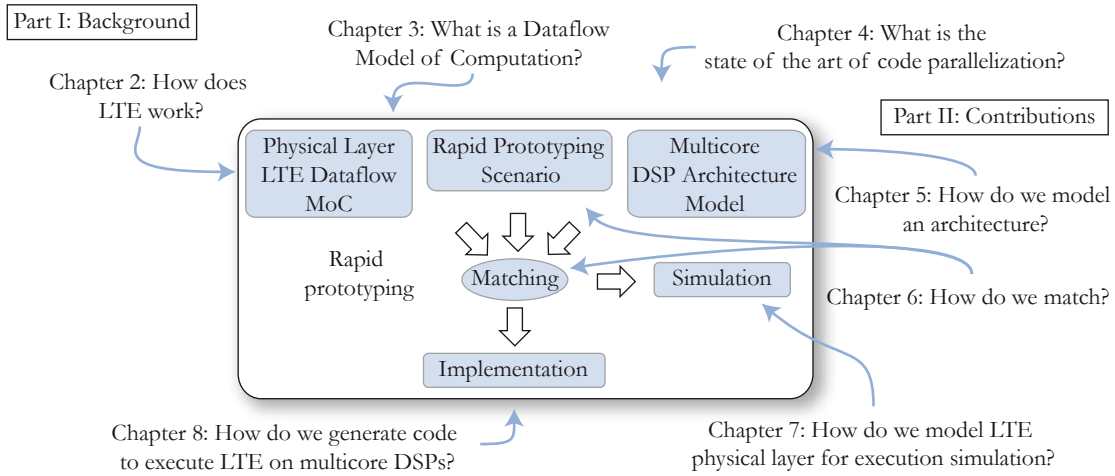 Part I: Background
Chapter 3: What is a Dataflow
Model of Computation?
Chapter 4: What is the
state of the art of code parallelization?
Chapter 2: How does
LTE work?
Part II: Contributions
Physical Layer
LTE Dataflow
MoC
Rapid Prototyping
Scenario
Multicore
DSP Architecture
Model
Chapter 5: How do we model
an architecture?
Rapid
prototyping
Matching
Simulation
Chapter 6: How do we match?
Implementation
Chapter 8: How do we generate code
to execute LTE on multicore DSPs?
Chapter 7: How do we model LTE
physical layer for execution simulation?